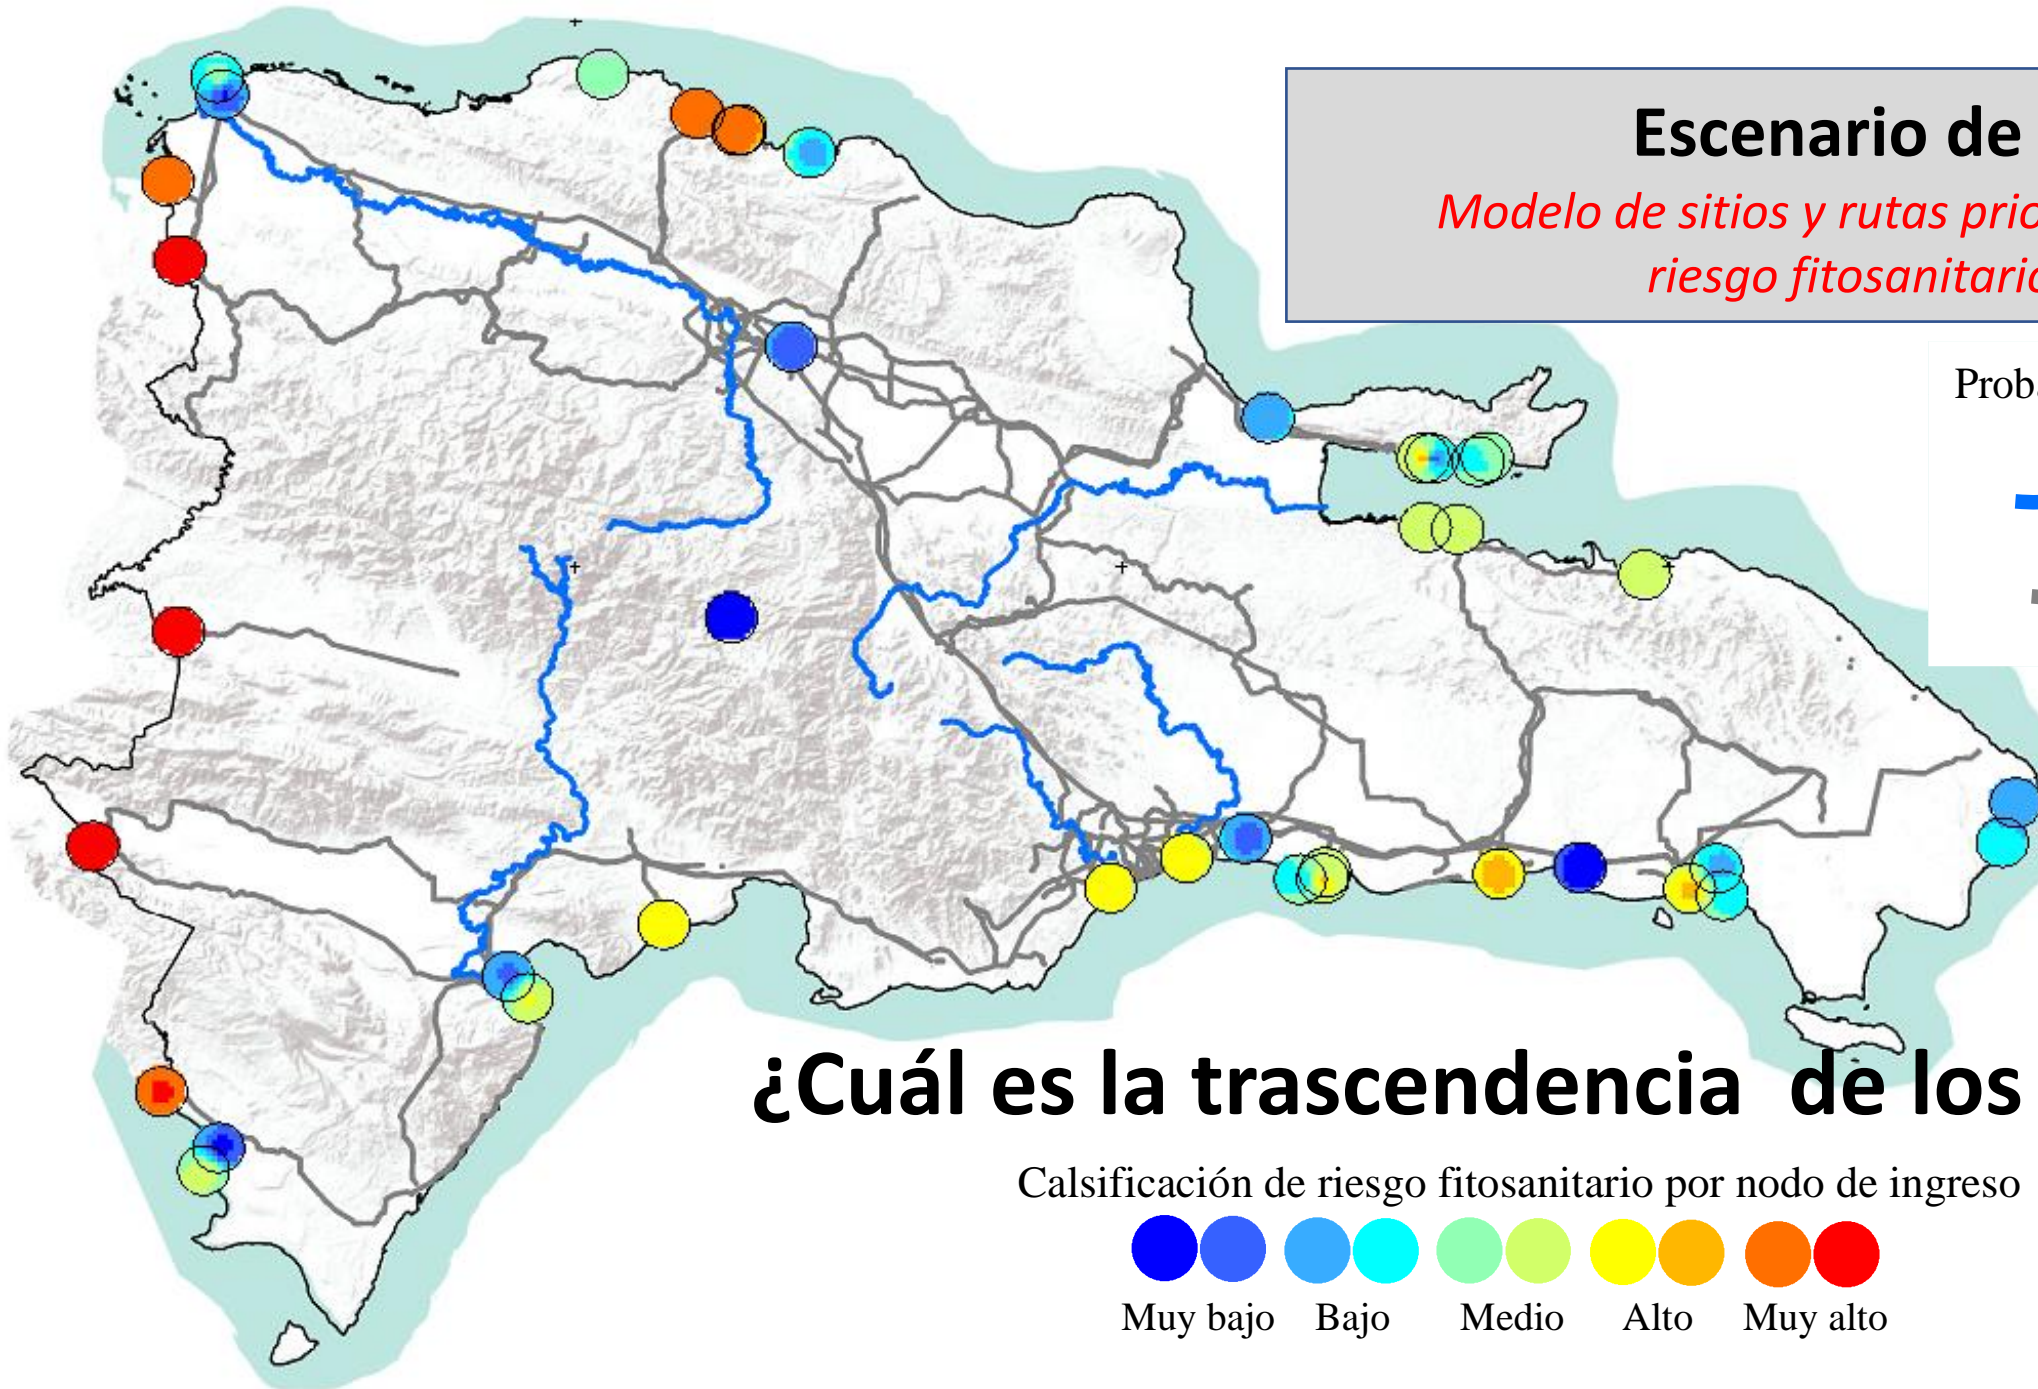 Escenario de
Modelo de sitios y rutas prio
riesgo fitosanitario
Proba
¿Cuál es la trascendencia de los
Calsificación de riesgo fitosanitario por nodo de ingreso
Muy bajo Bajo Medio Alto Muy alto